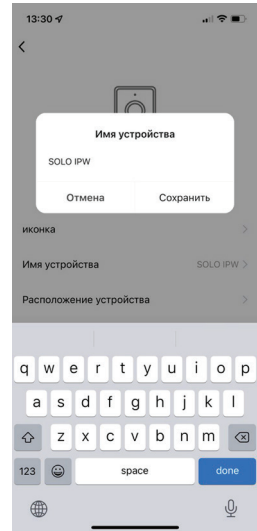 13:30
Имя устройства
SOLO IPW
Отмена Сохранить
иконка
Имя устройства SOLO IPW
Расположение устройства
q w e r t y u i o p
a s d f g h j k l
z x c v b n m
123 space done